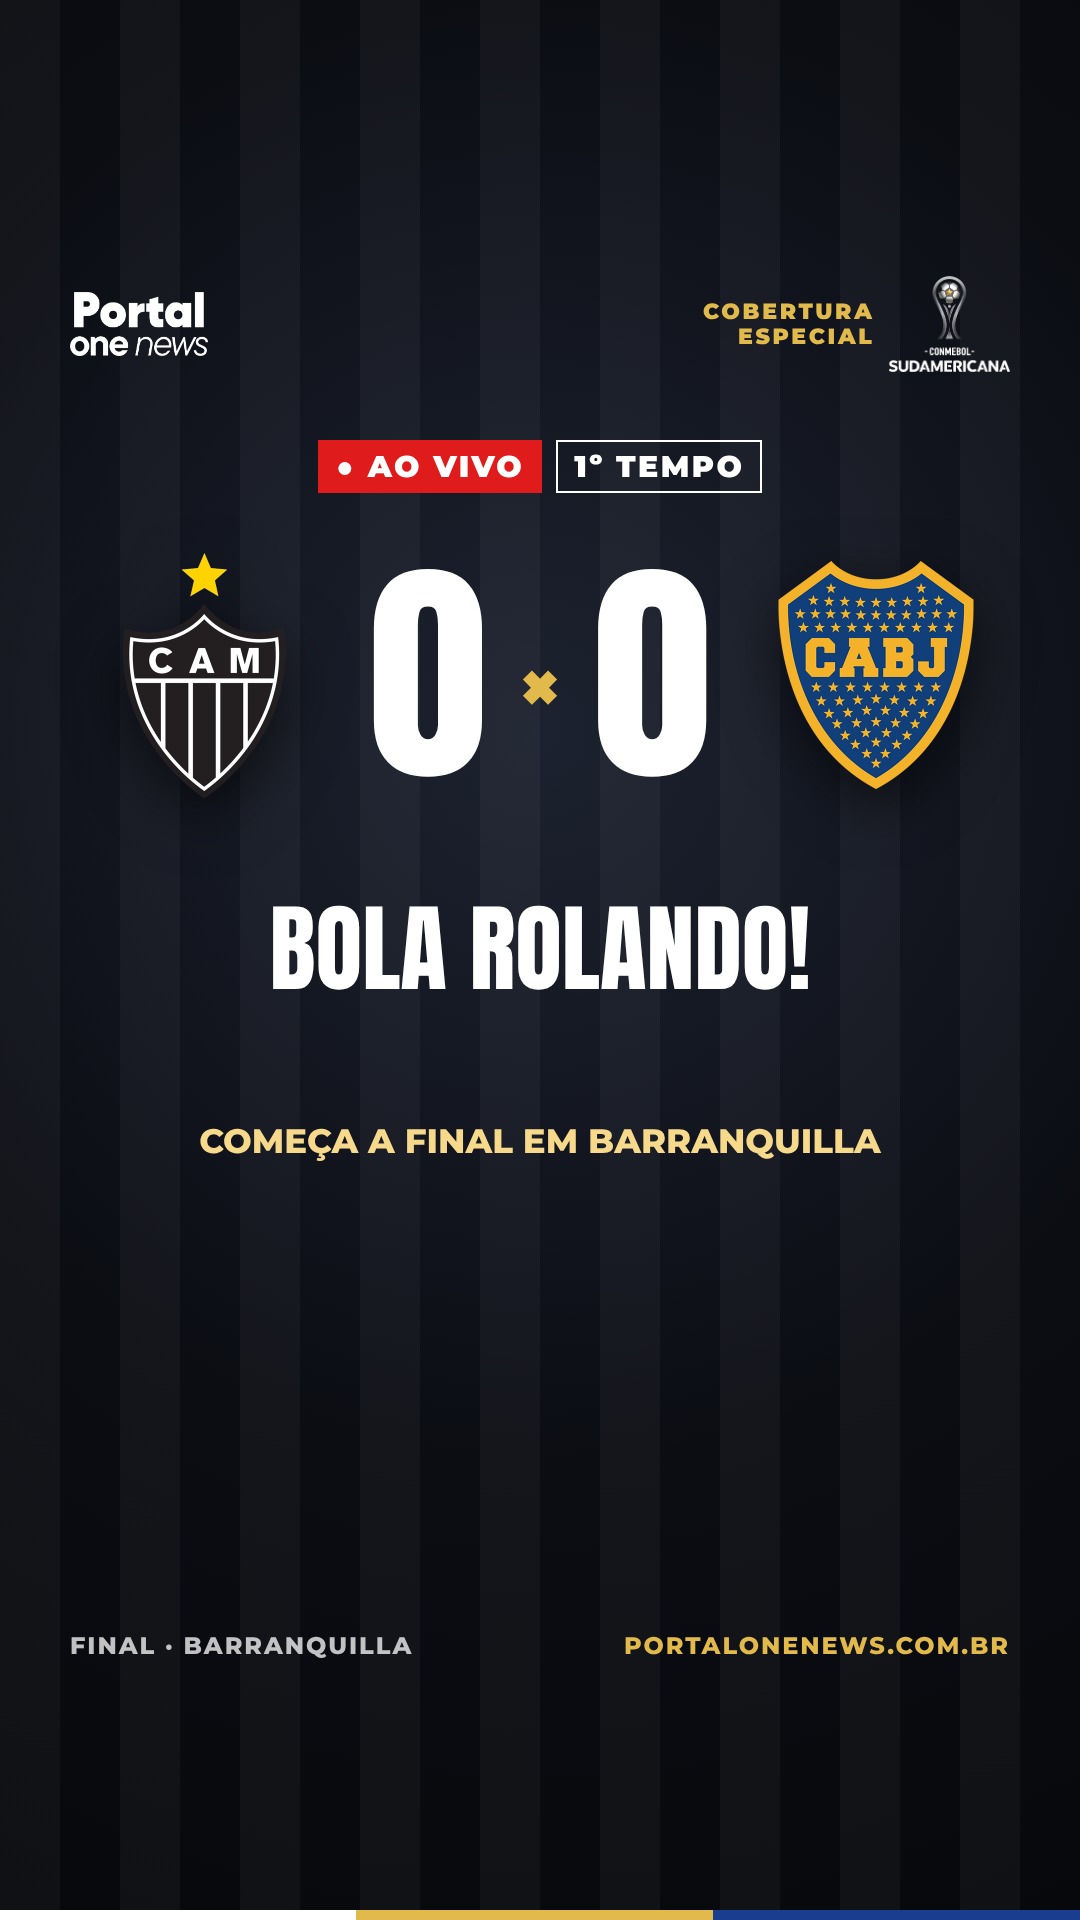 Portal
one news
COBERTURA
ESPECIAL
-CONMEBOL-
SUDAMERICANA
• AO VIVO
1º TEMPO
CAM
0 × 0
CABJ
BOLA ROLANDO!
COMEÇA A FINAL EM BARRANQUILLA
FINAL · BARRANQUILLA
PORTALONENEWS.COM.BR